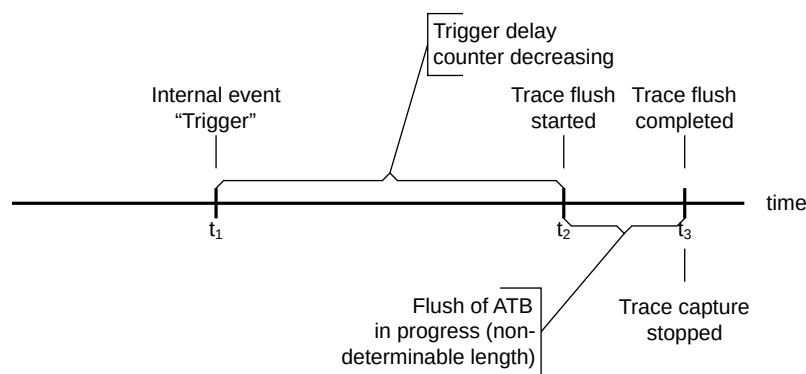 Trigger delay
counter decreasing
Internal event
“Trigger”
Trace flush
started
Trace flush
completed
time
t1
t2
t3
Flush of ATB
in progress (non-
determinable length)
Trace capture
stopped